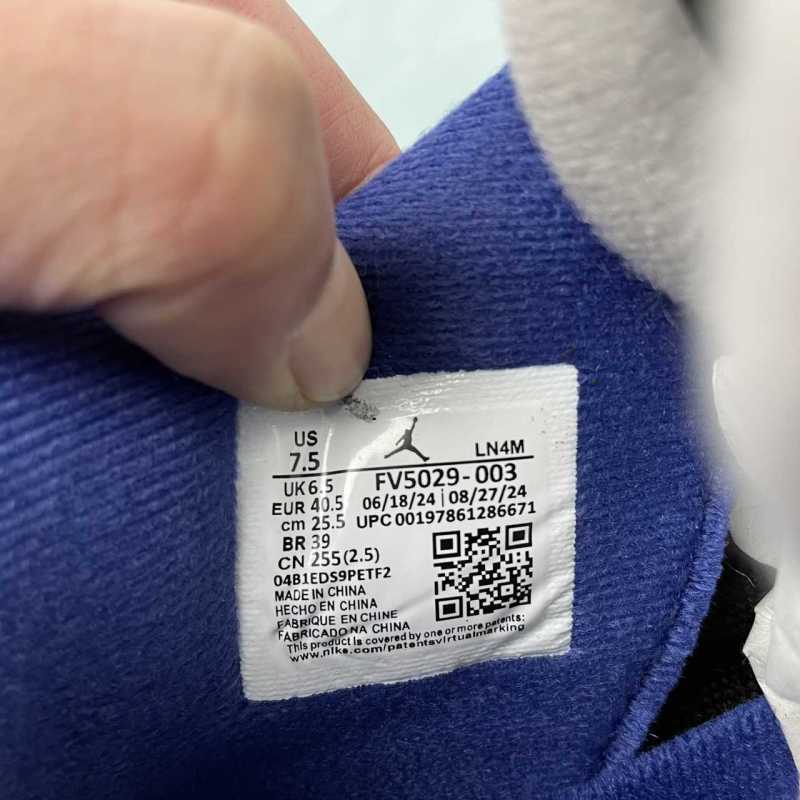 US
7.5
LN4M
UK 6.5
FV5029-003
EUR 40.5
06/18/24 | 08/27/24
cm 25.5
UPC 00197861286671
BR 39
CN 255 (2.5)
04B1EDS9PETF2
MADE IN CHINA
HECHO EN CHINA
FABRIQUE EN CHINE
FABRICADO NA CHINA
This product is covered by one or more patents:
www.nike.com/patentsvirtualmarking